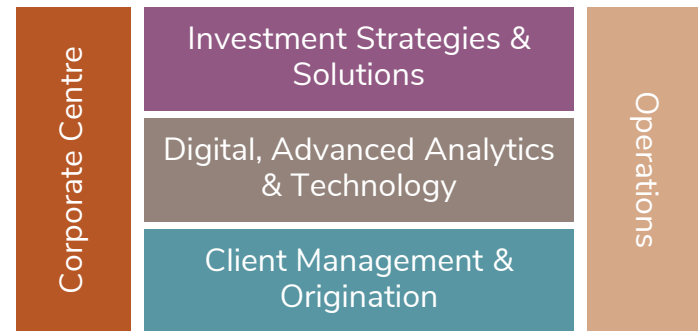 Corporate Centre
Investment Strategies &
Solutions
Digital, Advanced Analytics
& Technology
Client Management &
Origination
Operations